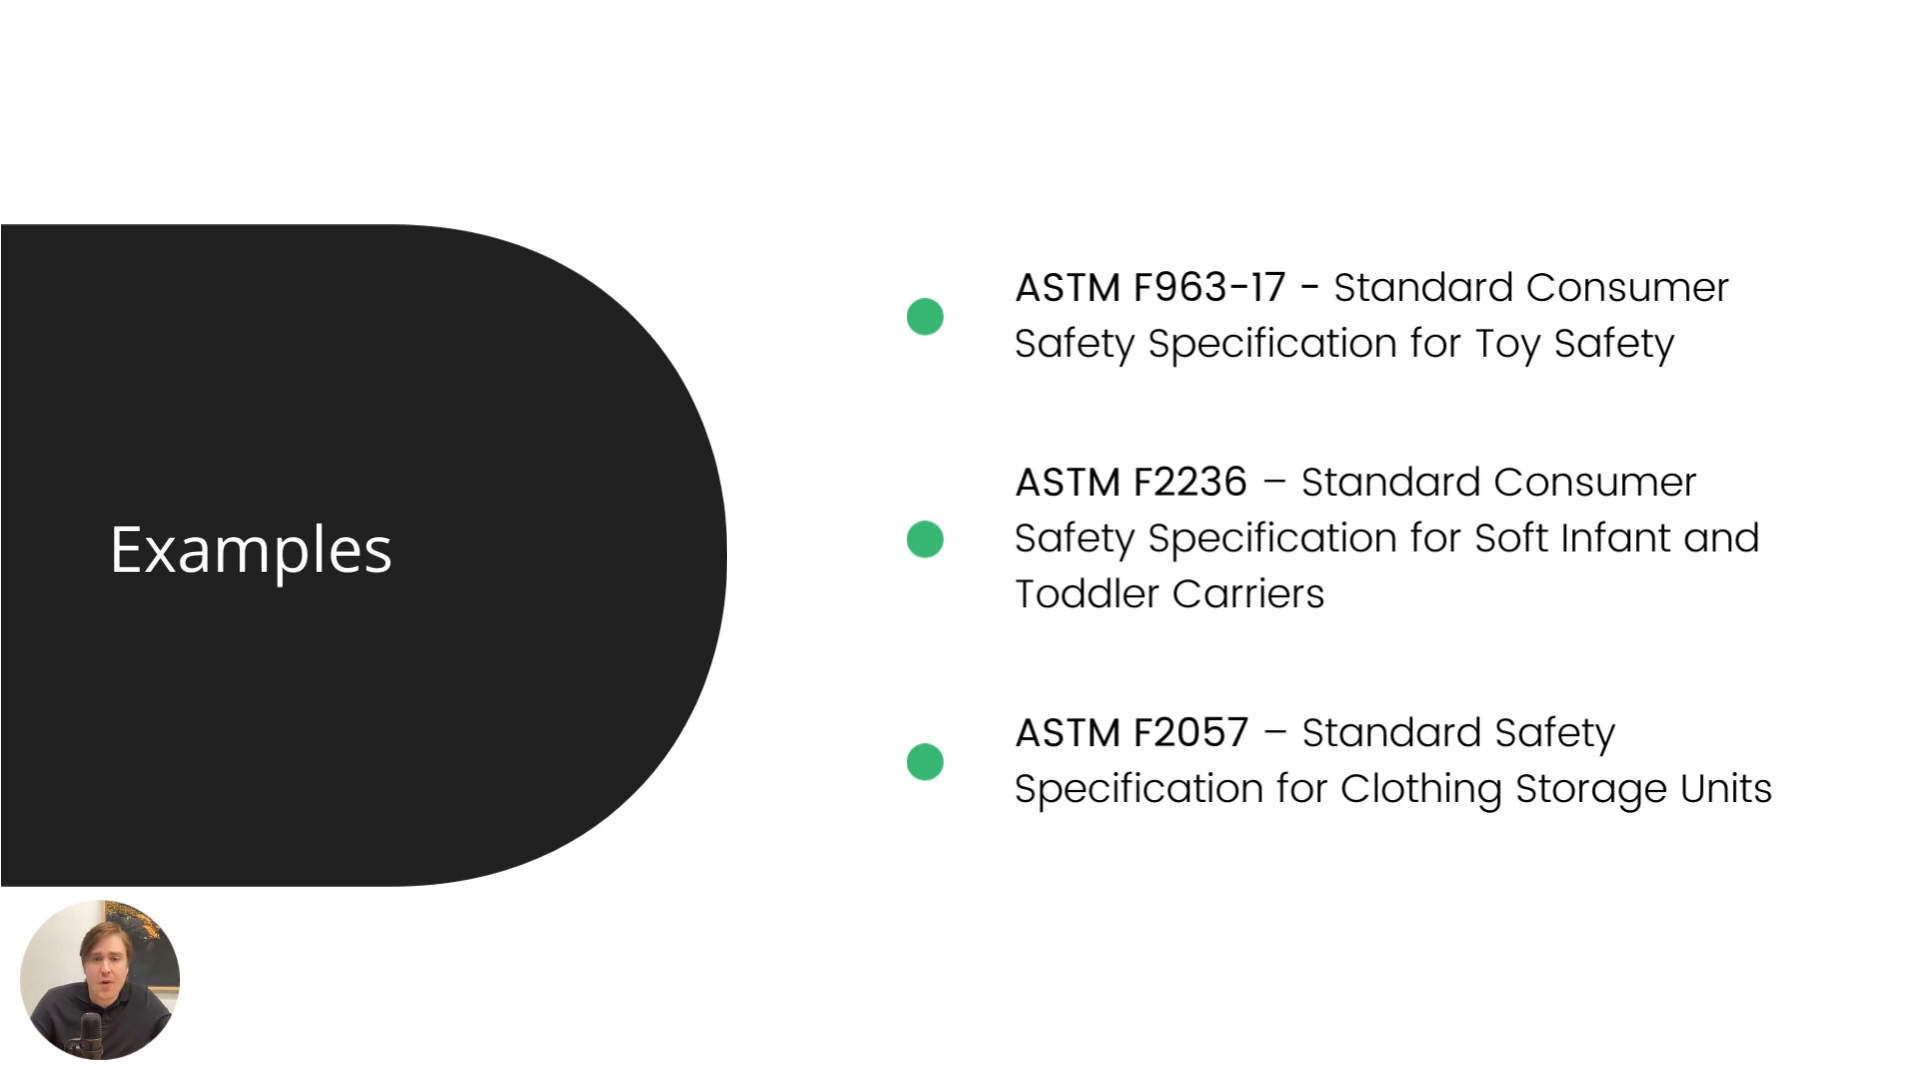 Examples
ASTM F963-17 - Standard Consumer
Safety Specification for Toy Safety
ASTM F2236 – Standard Consumer
Safety Specification for Soft Infant and
Toddler Carriers
ASTM F2057 – Standard Safety
Specification for Clothing Storage Units